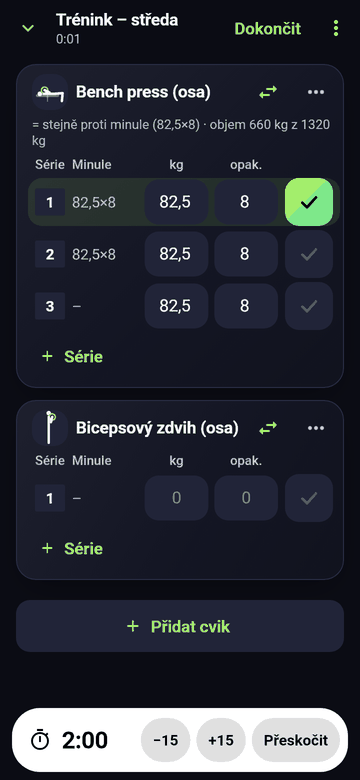 Trénink – středa
0:01
Dokončit
Bench press (osa)
= stejně proti minule (82,5×8) · objem 660 kg z 1320
kg
Série Minule kg opak.
1 82,5×8 82,5 8
2 82,5×8 82,5 8
3 – 82,5 8
+ Série
Bicepsový zdvih (osa)
Série Minule kg opak.
1 – 0 0
+ Série
+ Přidat cvik
2:00 −15 +15 Přeskočit